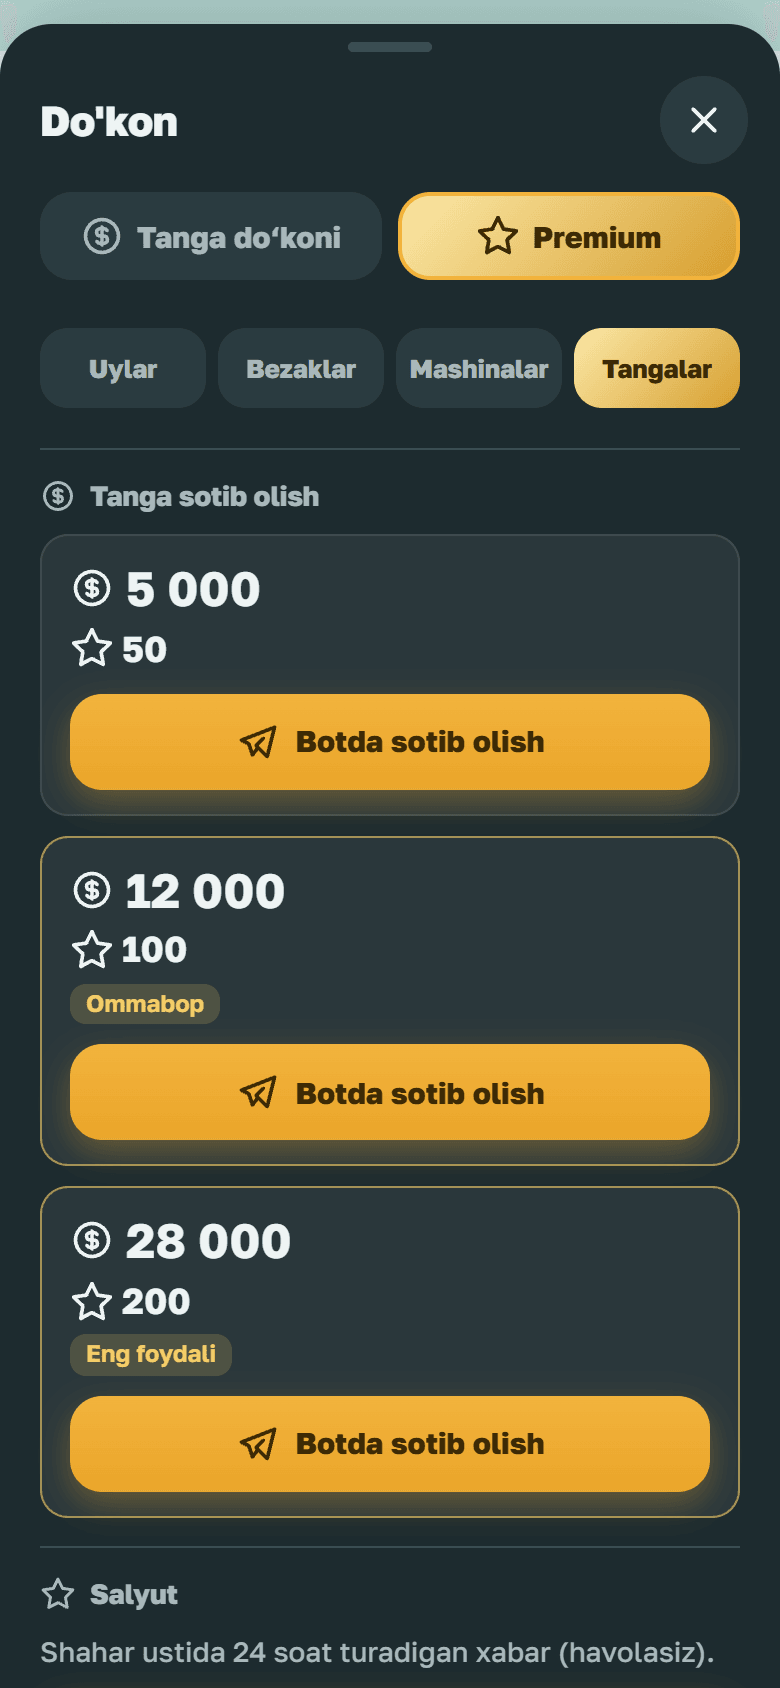 Do'kon
Tanga do‘koni
Premium
Uylar
Bezaklar
Mashinalar
Tangalar
Tanga sotib olish
5 000
50
Botda sotib olish
12 000
100
Ommabop
Botda sotib olish
28 000
200
Eng foydali
Botda sotib olish
Salyut
Shahar ustida 24 soat turadigan xabar (havolasiz).